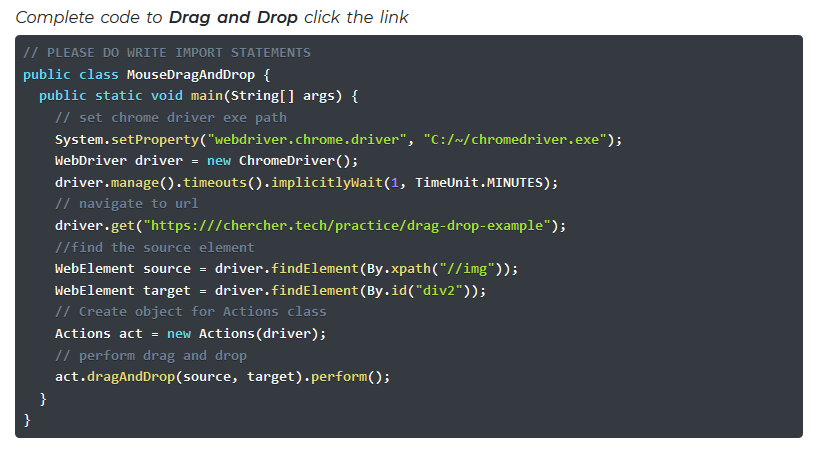 Complete code to Drag and Drop click the link
// PLEASE DO WRITE IMPORT STATEMENTS
public class MouseDragAndDrop {
  public static void main(String[] args) {
    // set chrome driver exe path
    System.setProperty("webdriver.chrome.driver", "C:/~/chromedriver.exe");
    WebDriver driver = new ChromeDriver();
    driver.manage().timeouts().implicitlyWait(1, TimeUnit.MINUTES);
    // navigate to url
    driver.get("https:///chercher.tech/practice/drag-drop-example");
    //find the source element
    WebElement source = driver.findElement(By.xpath("//img"));
    WebElement target = driver.findElement(By.id("div2"));
    // Create object for Actions class
    Actions act = new Actions(driver);
    // perform drag and drop
    act.dragAndDrop(source, target).perform();
  }
}